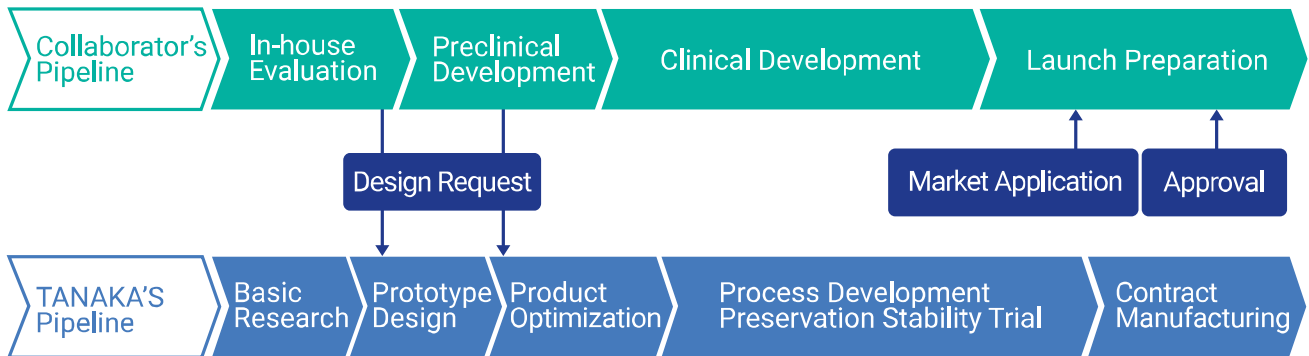 Collaborator's
Pipeline
In-house
Evaluation
Preclinical
Development
Clinical Development
Launch Preparation
Design Request
Market Application
Approval
TANAKA'S
Pipeline
Basic
Research
Prototype
Design
Product
Optimization
Process Development
Preservation Stability Trial
Contract
Manufacturing